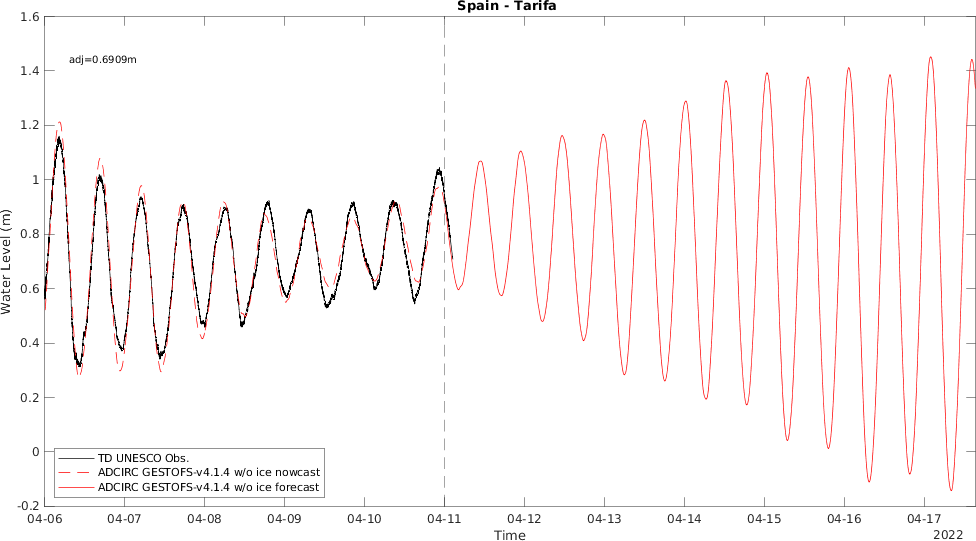 Spain - Tarifa
adj=0.6909m
Water Level (m)
1.6
1.4
1.2
1
0.8
0.6
0.4
0.2
0
-0.2
TD UNESCO Obs.
ADCIRC GESTOFS-v4.1.4 w/o ice nowcast
ADCIRC GESTOFS-v4.1.4 w/o ice forecast
04-06 04-07 04-08 04-09 04-10 04-11 04-12 04-13 04-14 04-15 04-16 04-17
Time
2022